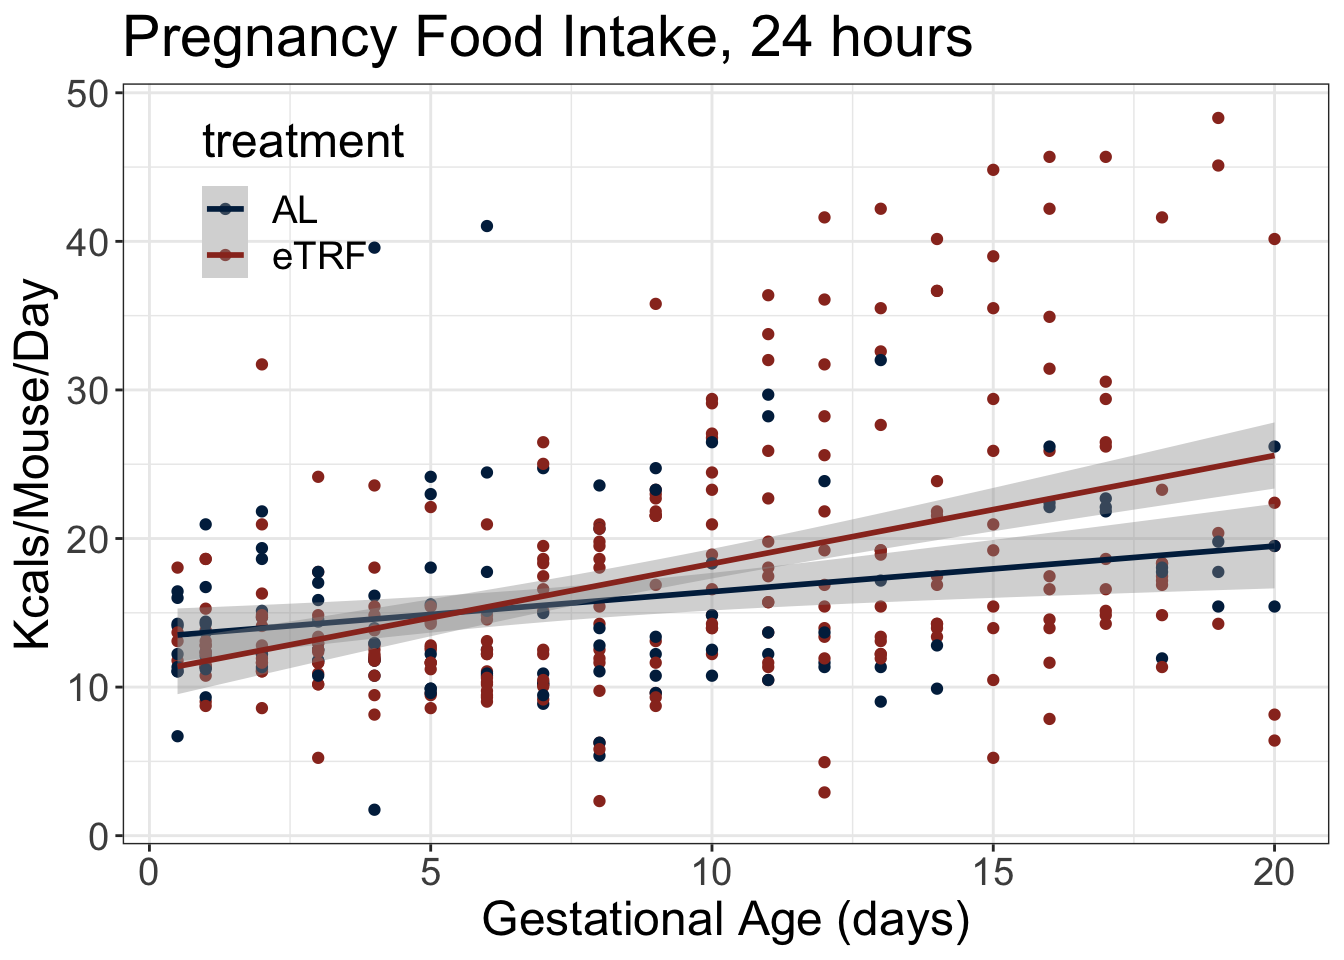 Pregnancy Food Intake, 24 hours
treatment
AL
eTRF
Kcals/Mouse/Day
50
40
30
20
10
0
0 5 10 15 20
Gestational Age (days)